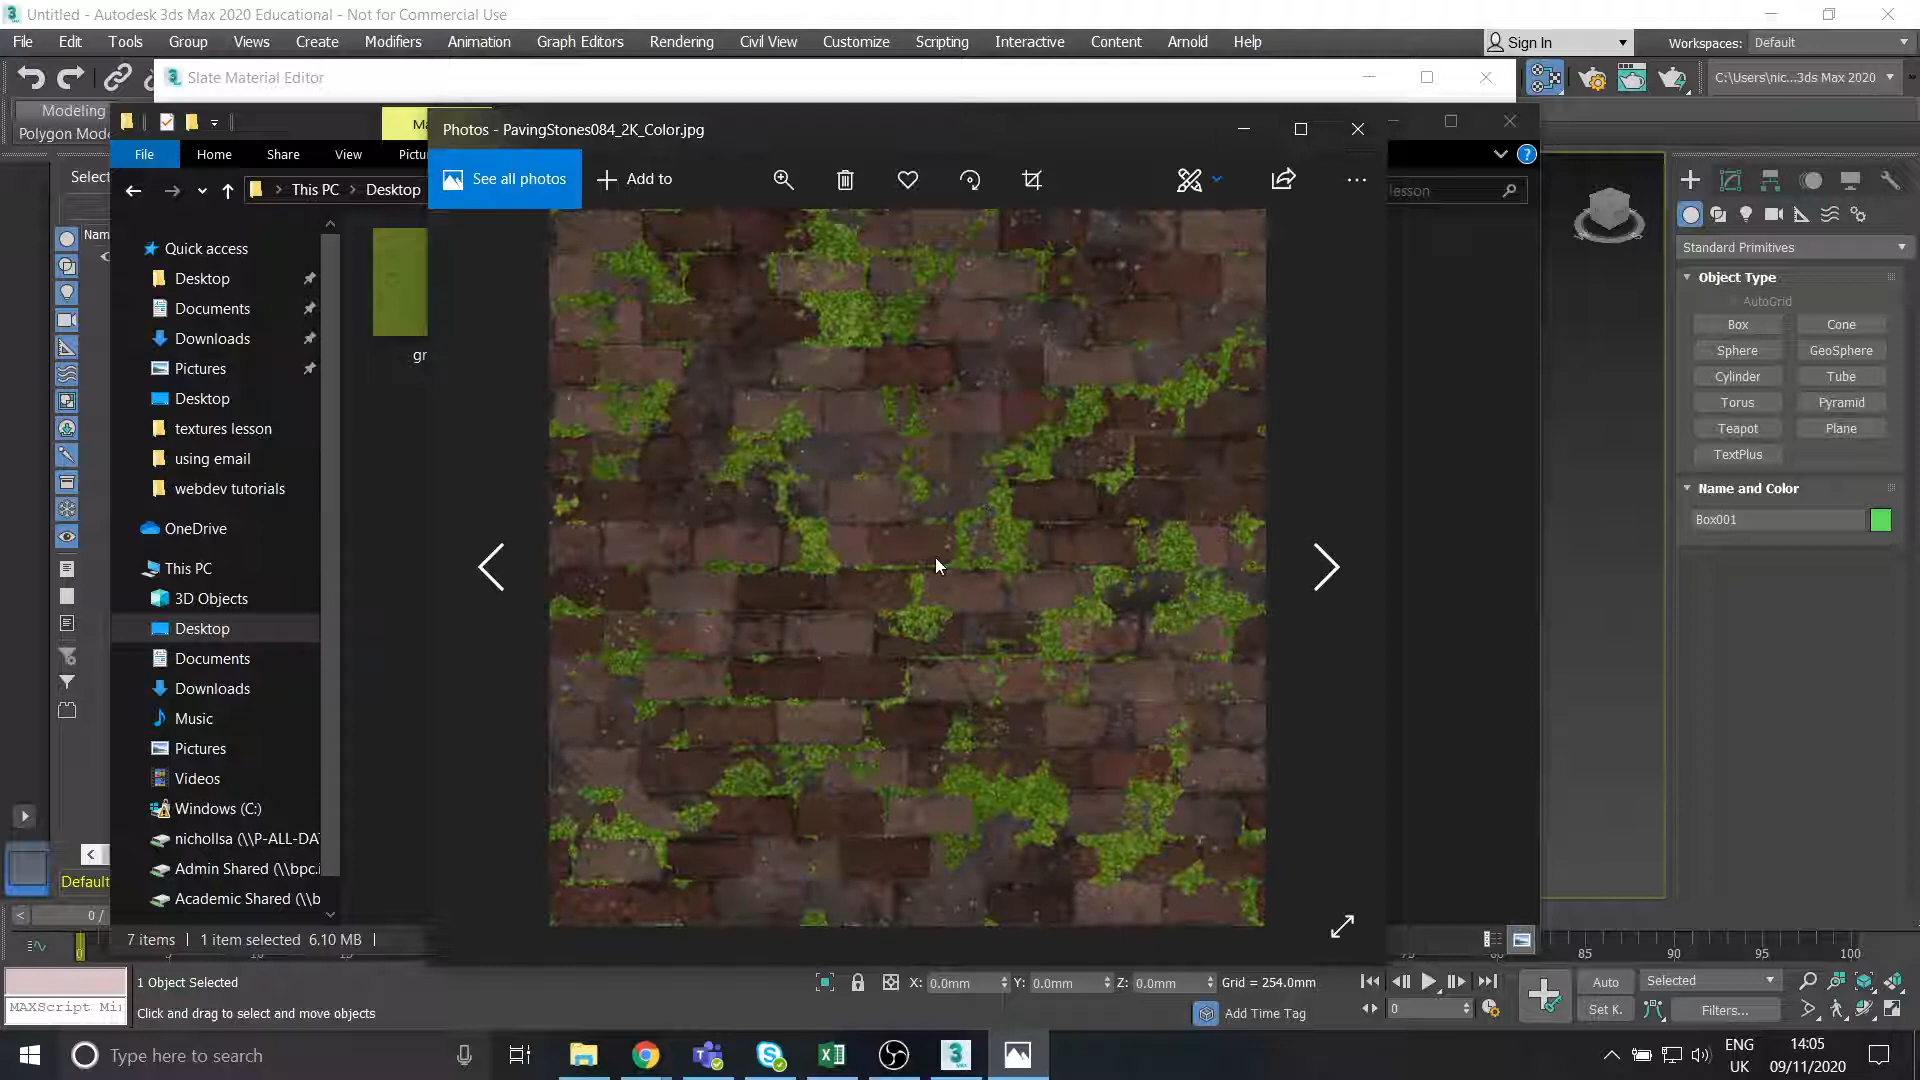 Untitled - Autodesk 3ds Max 2020 Educational - Not for Commercial Use
File Edit Tools Group Views Create Modifiers Animation Graph Editors Rendering Civil View Customize Scripting Interactive Content Arnold Help
Sign In
Workspaces: Default
Slate Material Editor
C:\Users\nic...3ds Max 2020
Modeling
Polygon Mode
Photos - PavingStones084_2K_Color.jpg
File Home Share View
Select
See all photos
Add to
This PC Desktop
lesson
Quick access
Desktop
Documents
Downloads
Pictures
Desktop
textures lesson
using email
webdev tutorials
OneDrive
This PC
3D Objects
Desktop
Documents
Downloads
Music
Pictures
Videos
Windows (C:)
nichollsa (\\P-ALL-DA
Admin Shared (\\bpc.i
Academic Shared (\\b
gr
7 items 1 item selected 6.10 MB
Standard Primitives
Object Type
AutoGrid
Box Cone
Sphere GeoSphere
Cylinder Tube
Torus Pyramid
Teapot Plane
TextPlus
Name and Color
Box001
Default
0 /
0
85 90 95 100
1 Object Selected
X: 0.0mm Y: 0.0mm Z: 0.0mm Grid = 254.0mm
Auto Selected
MAXScript Mi
Click and drag to select and move objects
Add Time Tag
0
Set K. Filters...
Type here to search
ENG
UK
14:05
09/11/2020